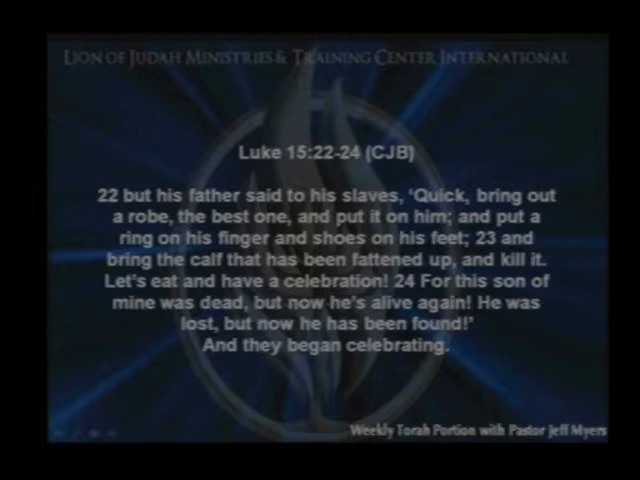 LION OF JUDAH MINISTRIES & TRAINING CENTER INTERNATIONAL
Luke 15:22-24 (CJB)
22 but his father said to his slaves, ‘Quick, bring out
a robe, the best one, and put it on him; and put a
ring on his finger and shoes on his feet; 23 and
bring the calf that has been fattened up, and kill it.
Let's eat and have a celebration! 24 For this son of
mine was dead, but now he's alive again! He was
lost, but now he has been found!’
And they began celebrating.
Weekly Torah Portion with Pastor Jeff Myers